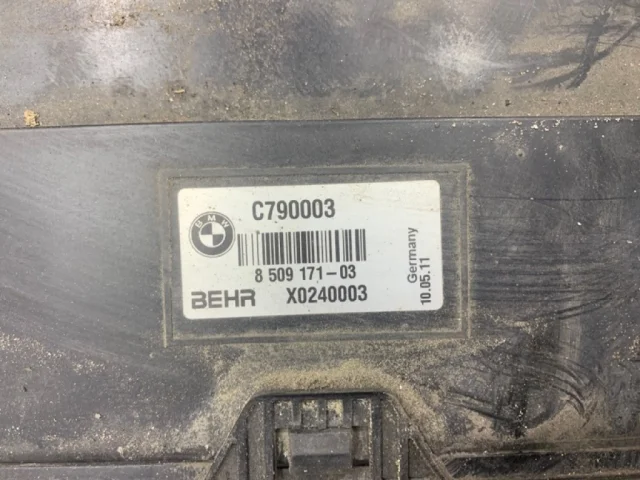 C790003
BMW
8 509 171-03
BEHR X0240003
Germany
10.05.11